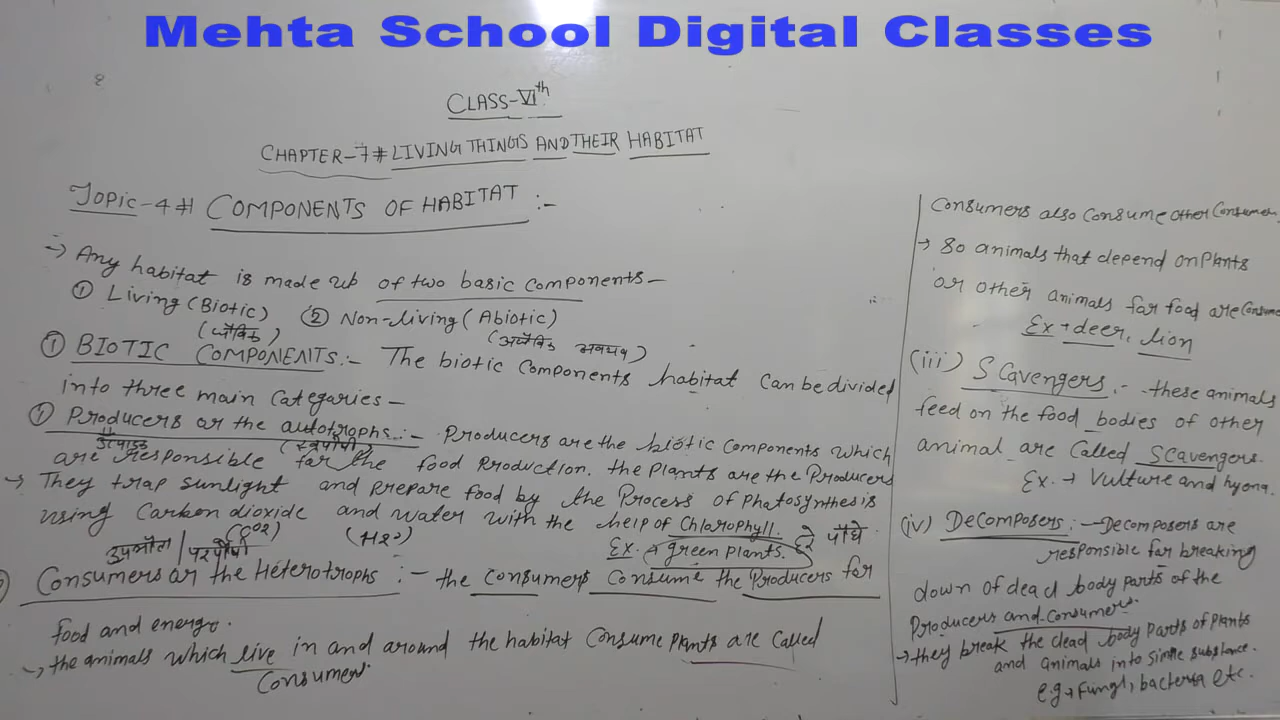 Mehta School Digital Classes
CLASS-VIth
CHAPTER-7# LIVING THINGS AND THEIR HABITAT
Topic-4# COMPONENTS OF HABITAT :-
→ Any habitat is made up of two basic components-
① Living (Biotic) ② Non-living (Abiotic)
(जैविक) (अजैविक अवयव)
① BIOTIC COMPONENTS:- The biotic components habitat can be divided
into three main categaries-
① Producers or the autotrophs:- Producers are the biotic components which
उत्पादक (स्वपोषी)
are responsible for the food production. the plants are the Producers
→ They trap sunlight and prepare food by the Process of Photosynthesis
using Carbon dioxide and water with the help of Chlarophyll.
(CO2) (H2O) Ex. → green plants. हरे पौधे
उपभोक्ता/परपोषी
Consumers or the Heterotrophs :- the consumers consume the Producers for
food and energe.
→ the animals which live in and around the habitat consume plants are called
Consumers
Consumers also consume other Consumers
→ so animals that depend on plants
or other animals for food are consume
Ex → deer, lion
(iii) Scavengers:- these animals
feed on the food bodies of other
animal are called Scavengers.
Ex. → Vulture and hyena.
(iv) Decomposers:- Decomposers are
responsible for breaking
down of dead body parts of the
Producers and consumers.
→ they break the dead body parts of plants
and animals into simple substance.
e.g → Fungi, bacteria etc.